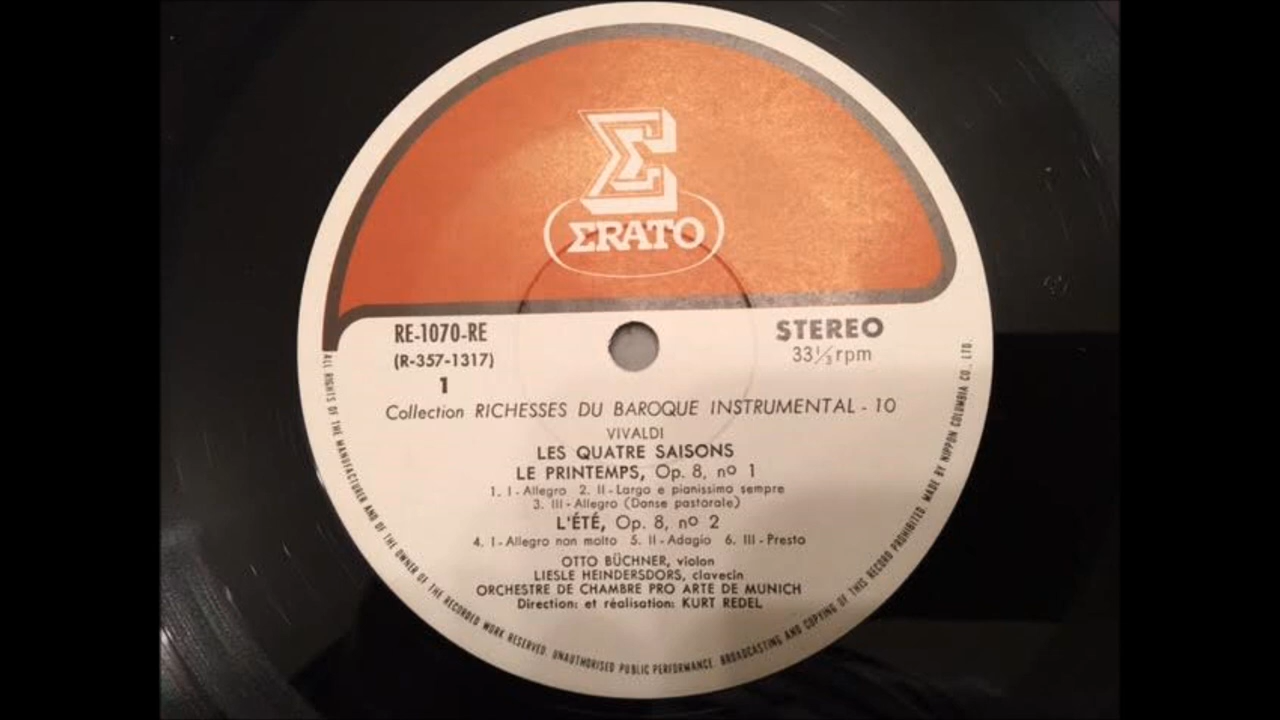 Σ
ΣRATO
RE-1070-RE
(R-357-1317)
1
STEREO
33⅓rpm
Collection RICHESSES DU BAROQUE INSTRUMENTAL - 10
VIVALDI
LES QUATRE SAISONS
LE PRINTEMPS, Op. 8, no 1
1. I - Allegro 2. II - Largo e pianissimo sempre
3. III - Allegro (Danse pastorale)
L'ÉTÉ, Op. 8, no 2
4. I - Allegro non molto 5. II - Adagio 6. III - Presto
OTTO BÜCHNER, violon
LIESLE HEINDERSDORS, clavecin
ORCHESTRE DE CHAMBRE PRO ARTE DE MUNICH
Direction: et réalisation: KURT REDEL
ALL RIGHTS OF THE MANUFACTURER AND OF THE OWNER OF THE RECORDED WORK RESERVED. UNAUTHORISED PUBLIC PERFORMANCE. BROADCASTING AND COPYING OF THIS RECORD PROHIBITED. MADE BY NIPPON COLUMBIA CO., LTD.